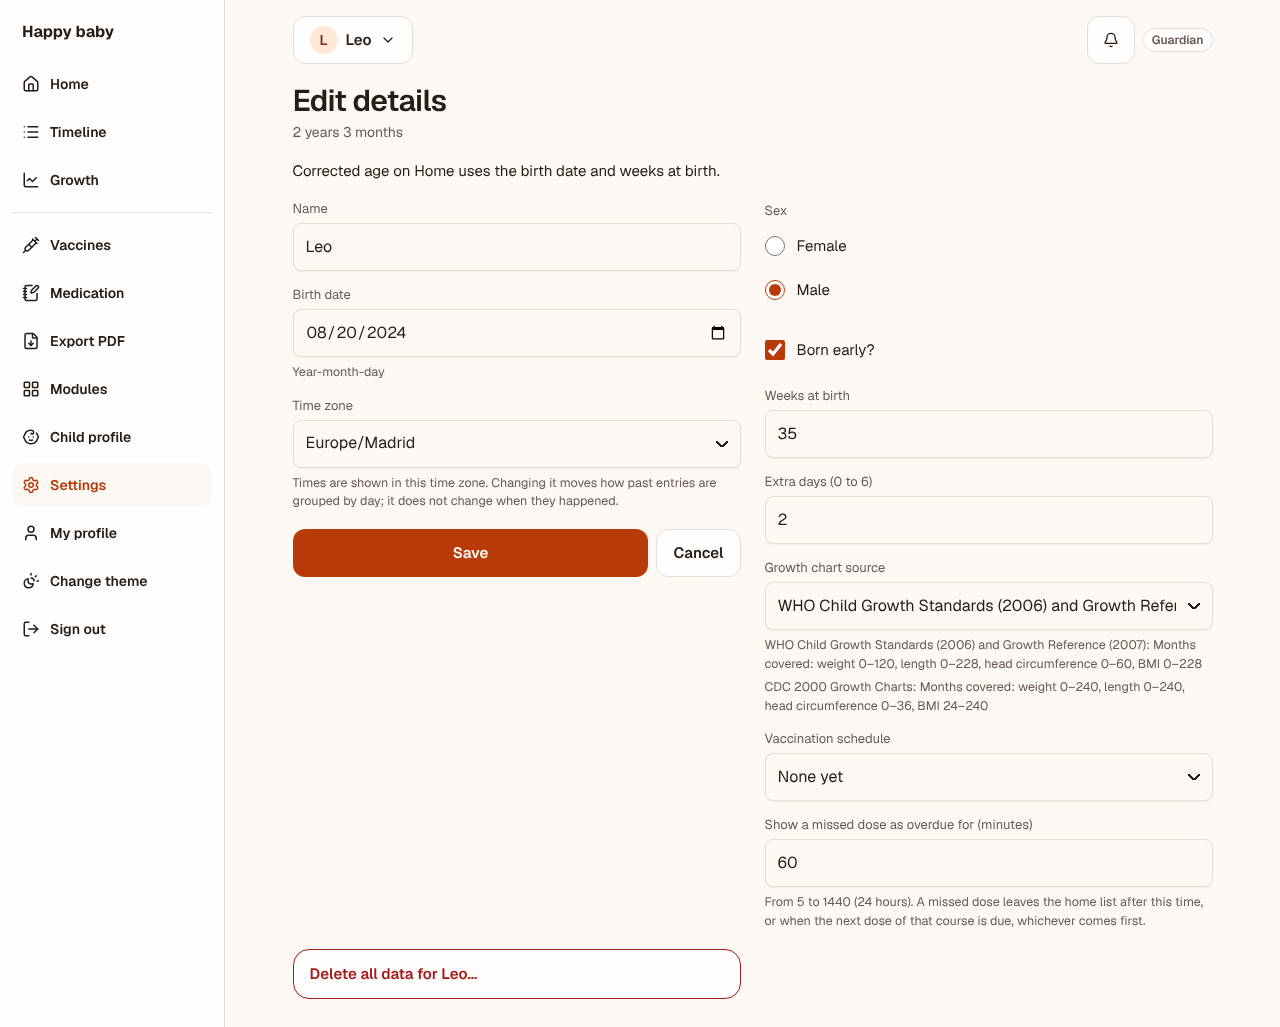 Happy baby
Home
Timeline
Growth
Vaccines
Medication
Export PDF
Modules
Child profile
Settings
My profile
Change theme
Sign out
L Leo
Guardian
Edit details
2 years 3 months
Corrected age on Home uses the birth date and weeks at birth.
Name
Leo
Birth date
08/20/2024
Year-month-day
Time zone
Europe/Madrid
Times are shown in this time zone. Changing it moves how past entries are
grouped by day; it does not change when they happened.
Save
Cancel
Sex
Female
Male
Born early?
Weeks at birth
35
Extra days (0 to 6)
2
Growth chart source
WHO Child Growth Standards (2006) and Growth Refer
WHO Child Growth Standards (2006) and Growth Reference (2007): Months
covered: weight 0–120, length 0–228, head circumference 0–60, BMI 0–228
CDC 2000 Growth Charts: Months covered: weight 0–240, length 0–240,
head circumference 0–36, BMI 24–240
Vaccination schedule
None yet
Show a missed dose as overdue for (minutes)
60
From 5 to 1440 (24 hours). A missed dose leaves the home list after this time,
or when the next dose of that course is due, whichever comes first.
Delete all data for Leo…